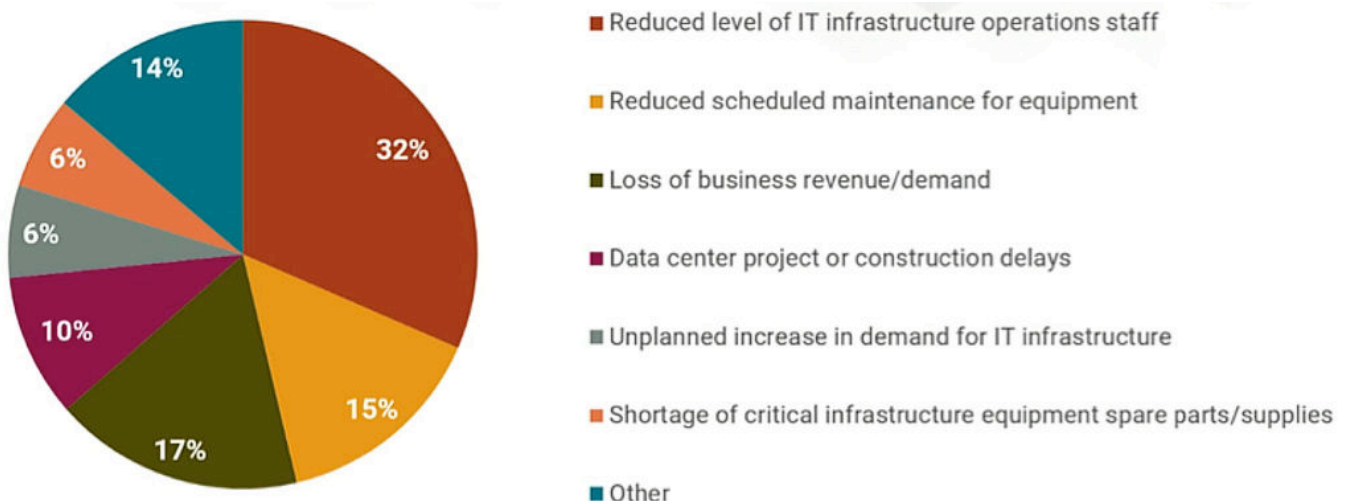 14%
32%
6%
6%
10%
15%
17%
Reduced level of IT infrastructure operations staff
Reduced scheduled maintenance for equipment
Loss of business revenue/demand
Data center project or construction delays
Unplanned increase in demand for IT infrastructure
Shortage of critical infrastructure equipment spare parts/supplies
Other